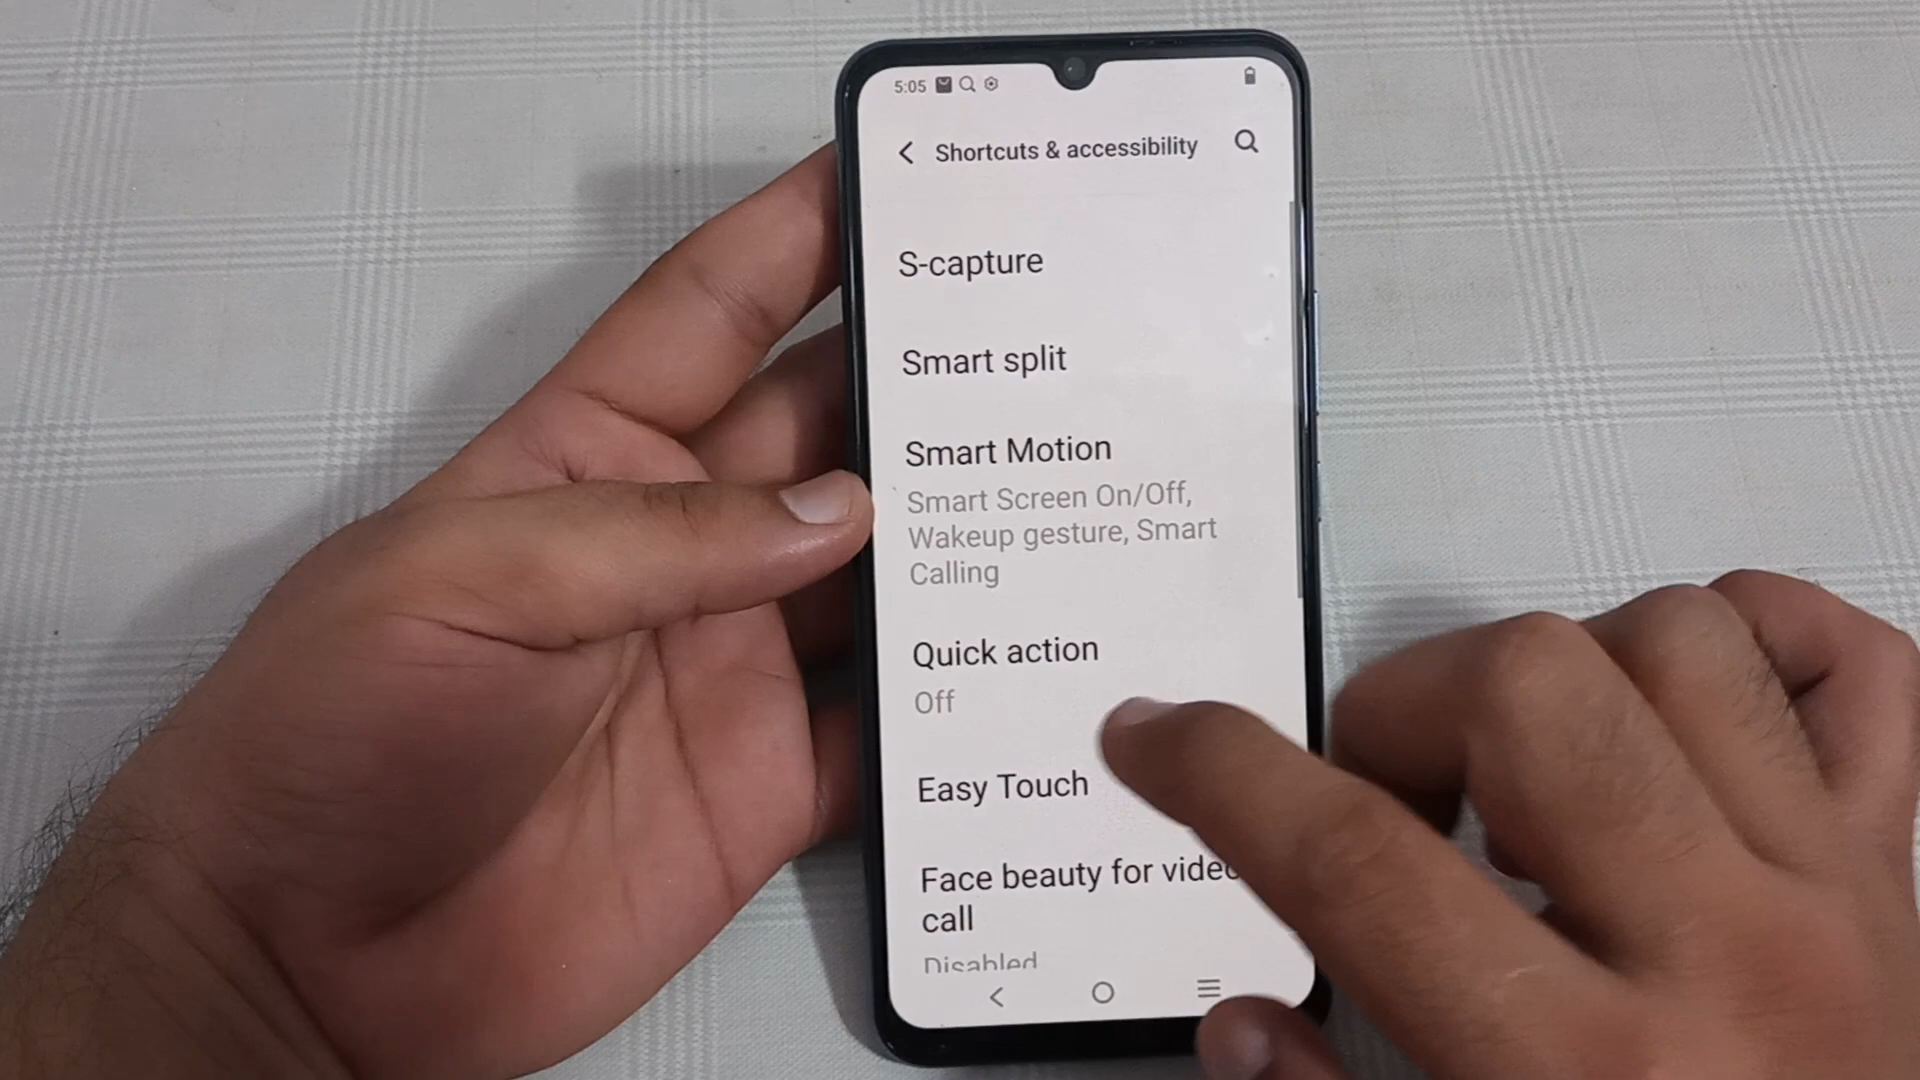 5:05
Shortcuts & accessibility
S-capture
Smart split
Smart Motion
Smart Screen On/Off,
Wakeup gesture, Smart
Calling
Quick action
Off
Easy Touch
Face beauty for video
call
Disabled